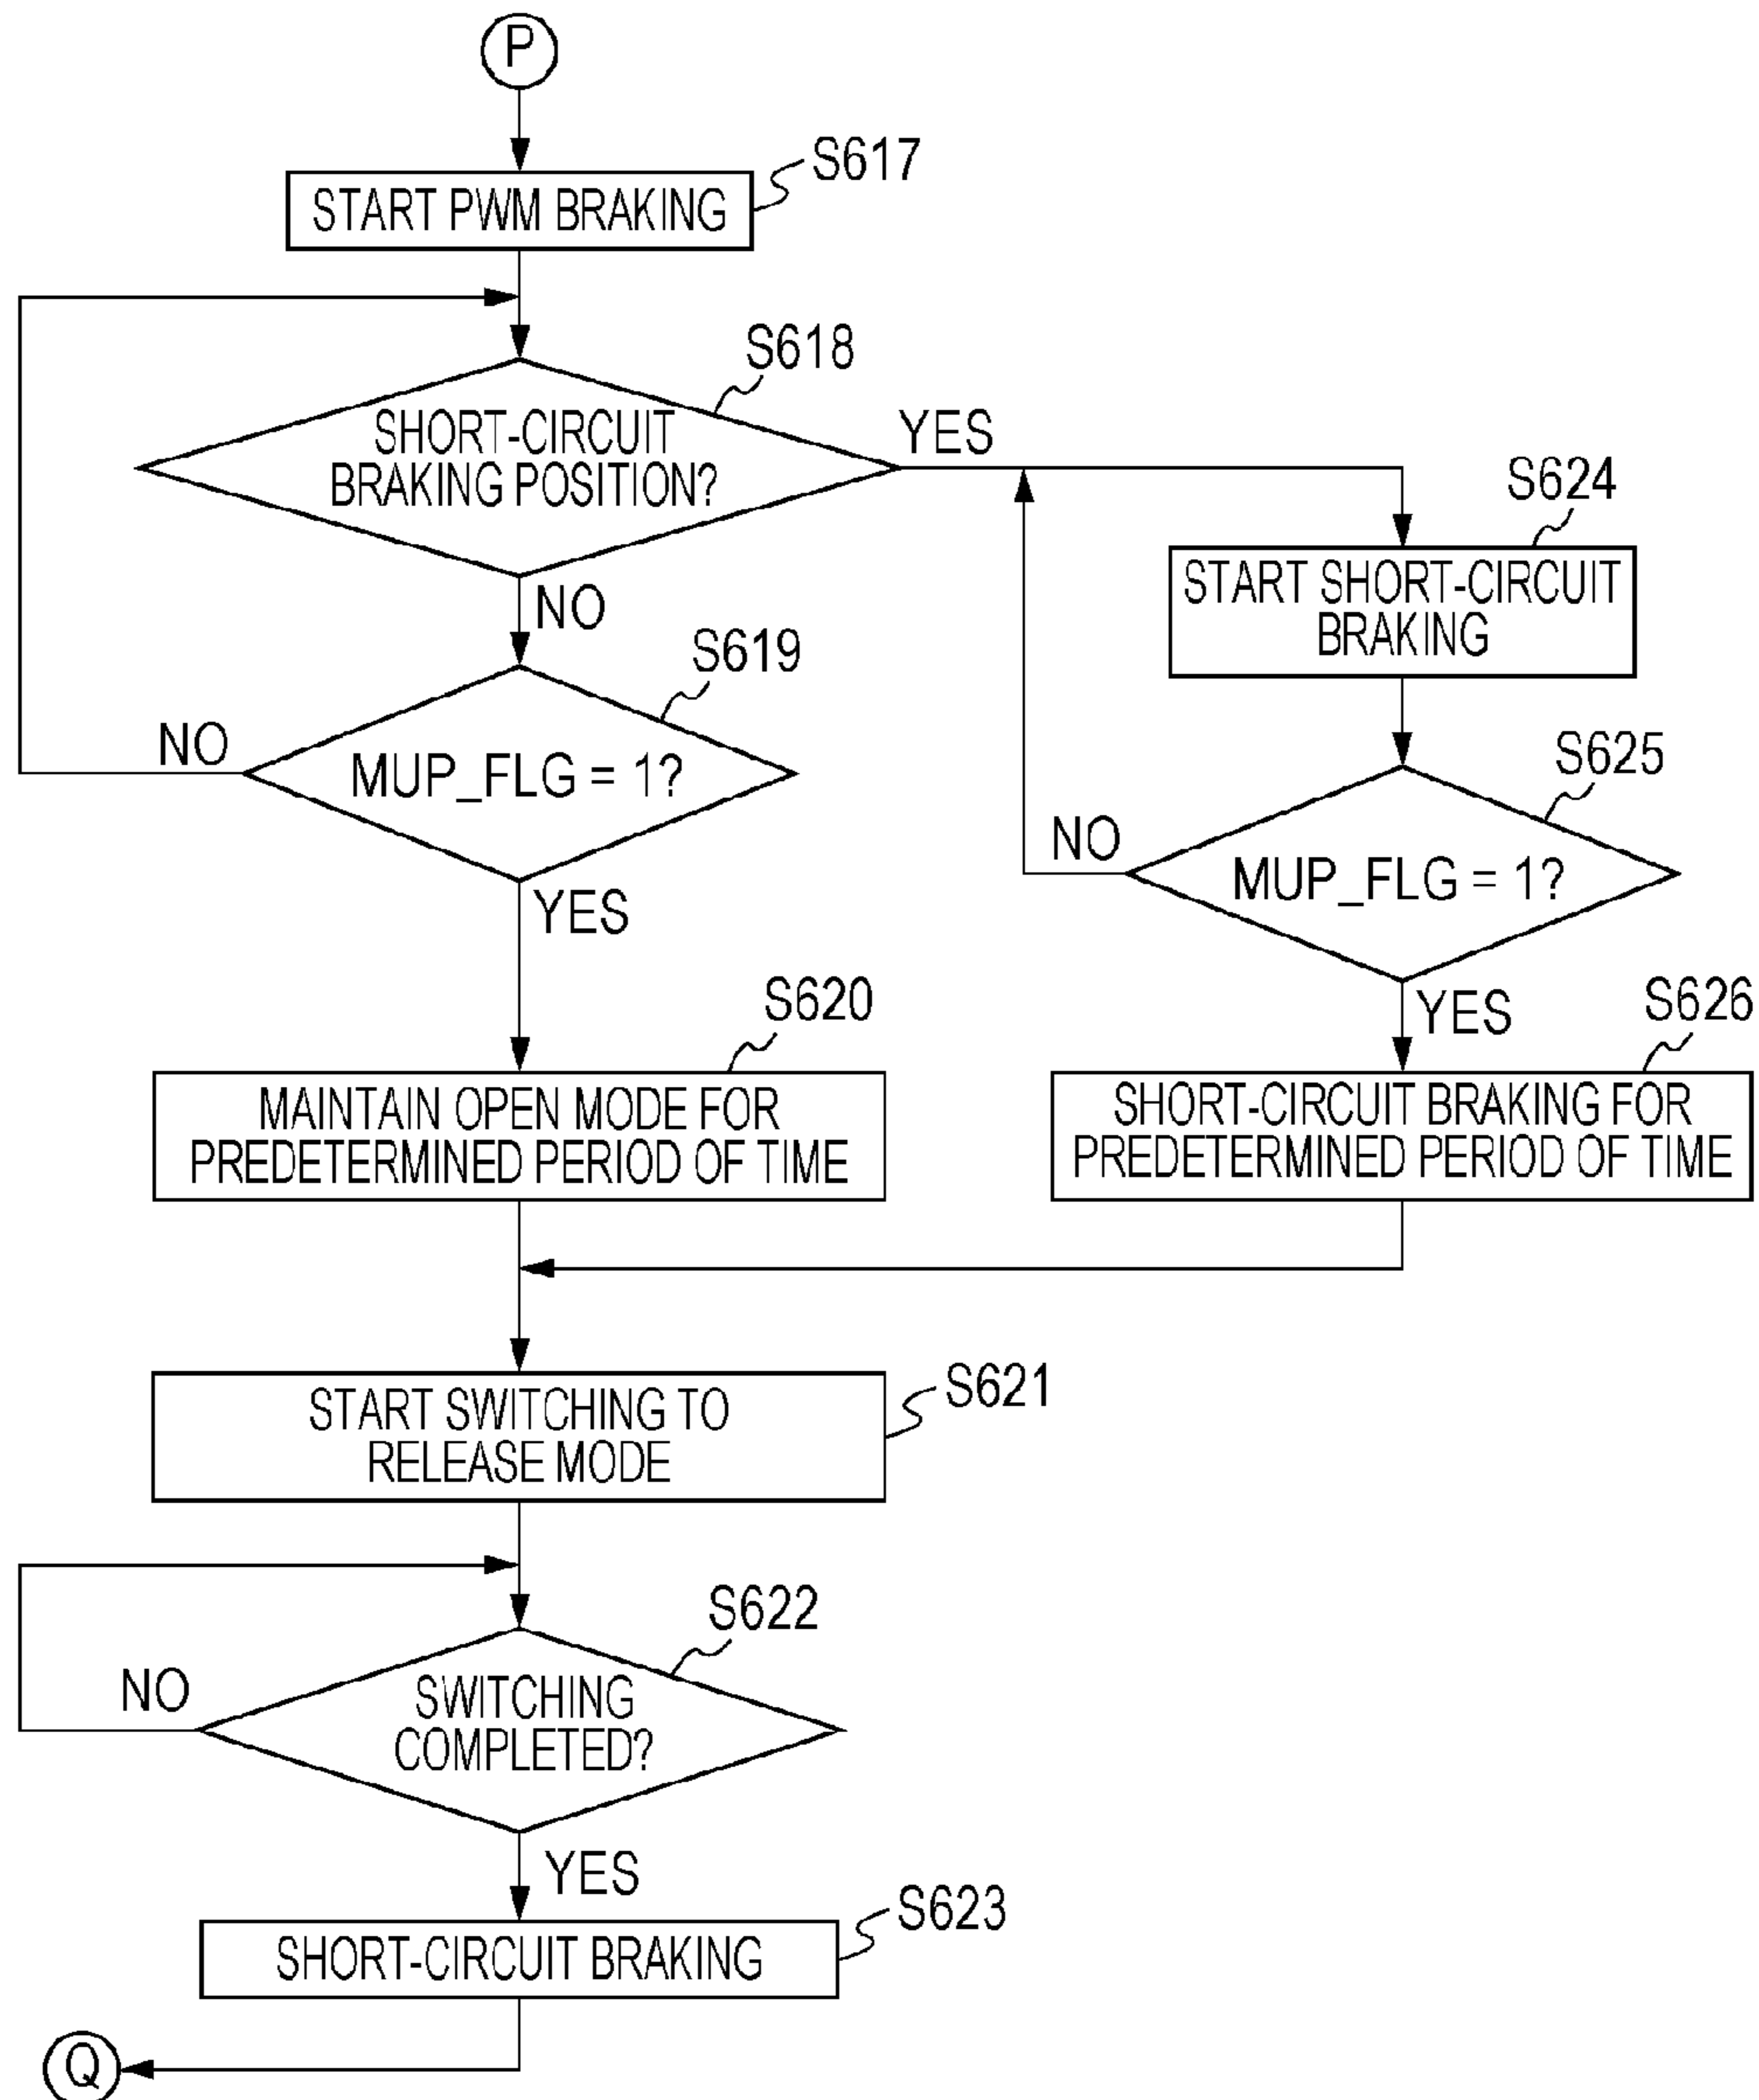 P
S617
START PWM BRAKING
S618
SHORT-CIRCUIT
BRAKING POSITION?
YES
S624
START SHORT-CIRCUIT
BRAKING
NO
S619
MUP_FLG = 1?
NO
S625
MUP_FLG = 1?
NO
YES
YES
S620
MAINTAIN OPEN MODE FOR
PREDETERMINED PERIOD OF TIME
S626
SHORT-CIRCUIT BRAKING FOR
PREDETERMINED PERIOD OF TIME
S621
START SWITCHING TO
RELEASE MODE
S622
SWITCHING
COMPLETED?
NO
YES
S623
SHORT-CIRCUIT BRAKING
Q